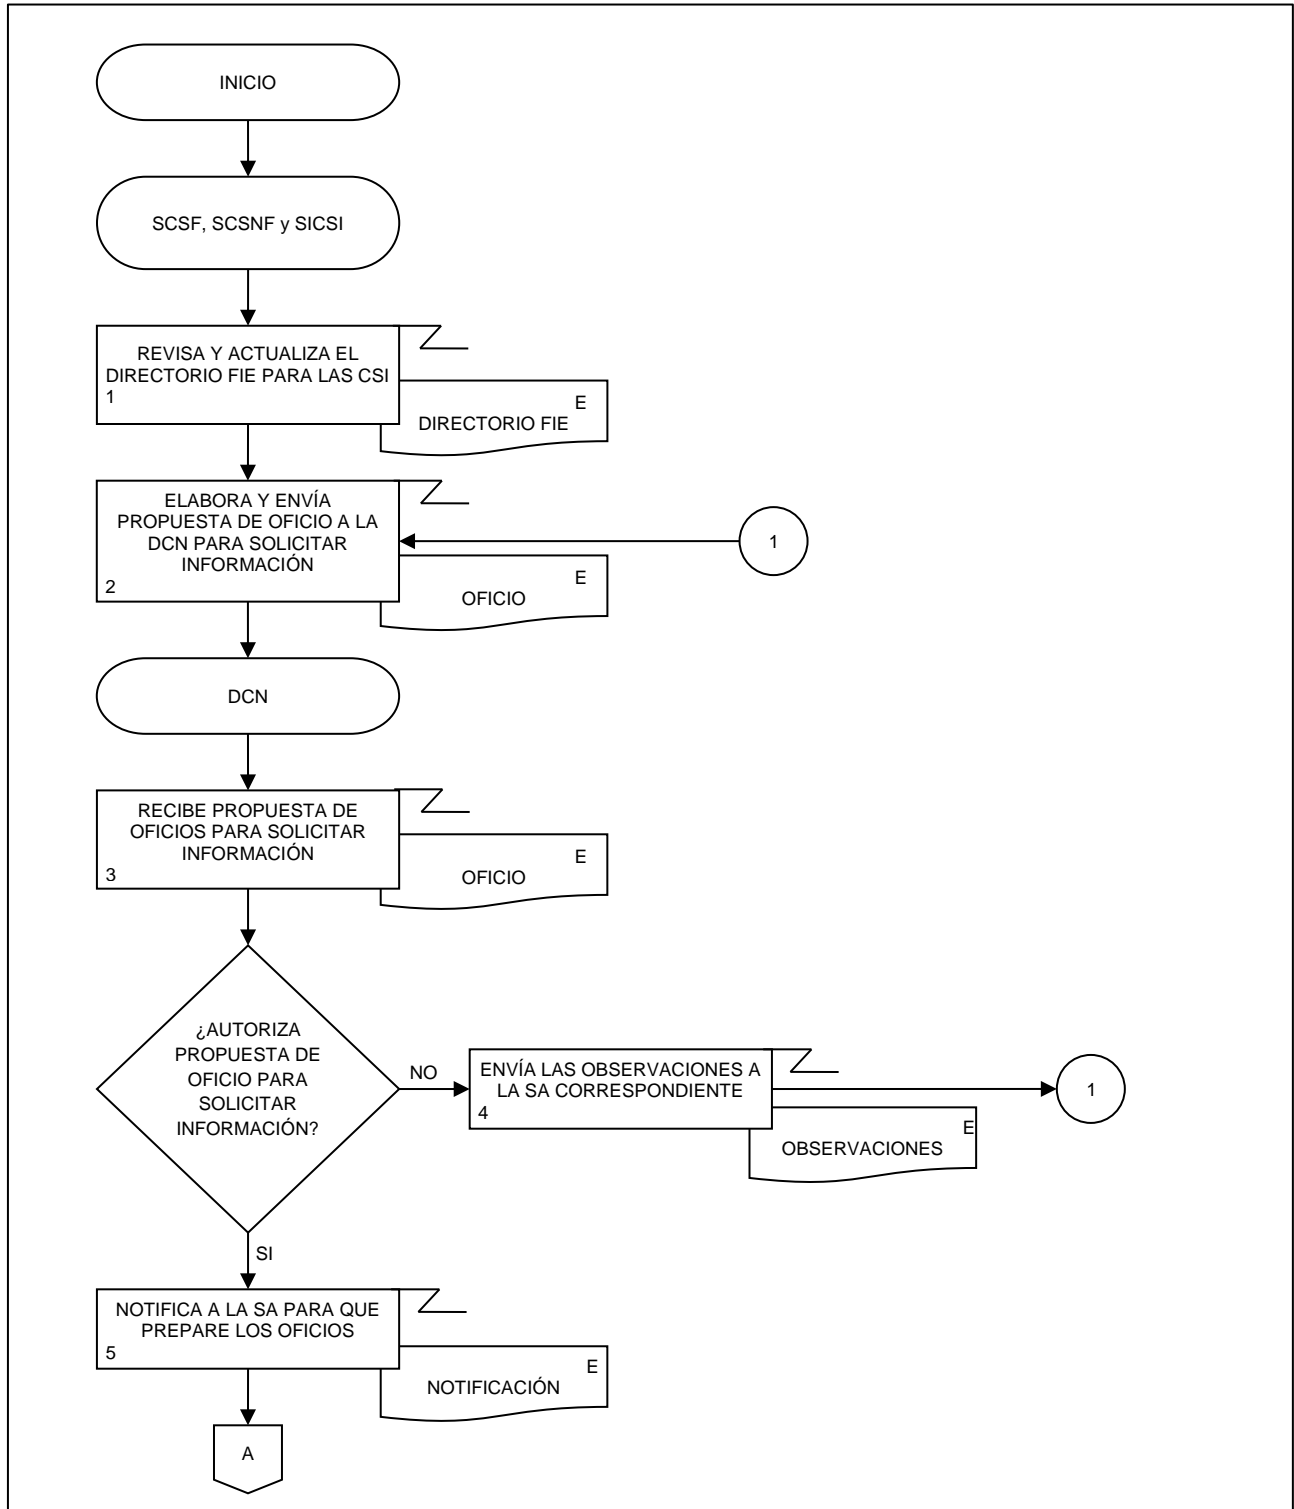 INICIO
SCSF, SCSNF y SICSI
REVISA Y ACTUALIZA EL
DIRECTORIO FIE PARA LAS CSI
1
E
DIRECTORIO FIE
ELABORA Y ENVÍA
PROPUESTA DE OFICIO A LA
DCN PARA SOLICITAR
INFORMACIÓN
2
1
E
OFICIO
DCN
RECIBE PROPUESTA DE
OFICIOS PARA SOLICITAR
INFORMACIÓN
3
E
OFICIO
¿AUTORIZA
PROPUESTA DE
OFICIO PARA
SOLICITAR
INFORMACIÓN?
NO
ENVÍA LAS OBSERVACIONES A
LA SA CORRESPONDIENTE
4
1
E
OBSERVACIONES
SI
NOTIFICA A LA SA PARA QUE
PREPARE LOS OFICIOS
5
E
NOTIFICACIÓN
A